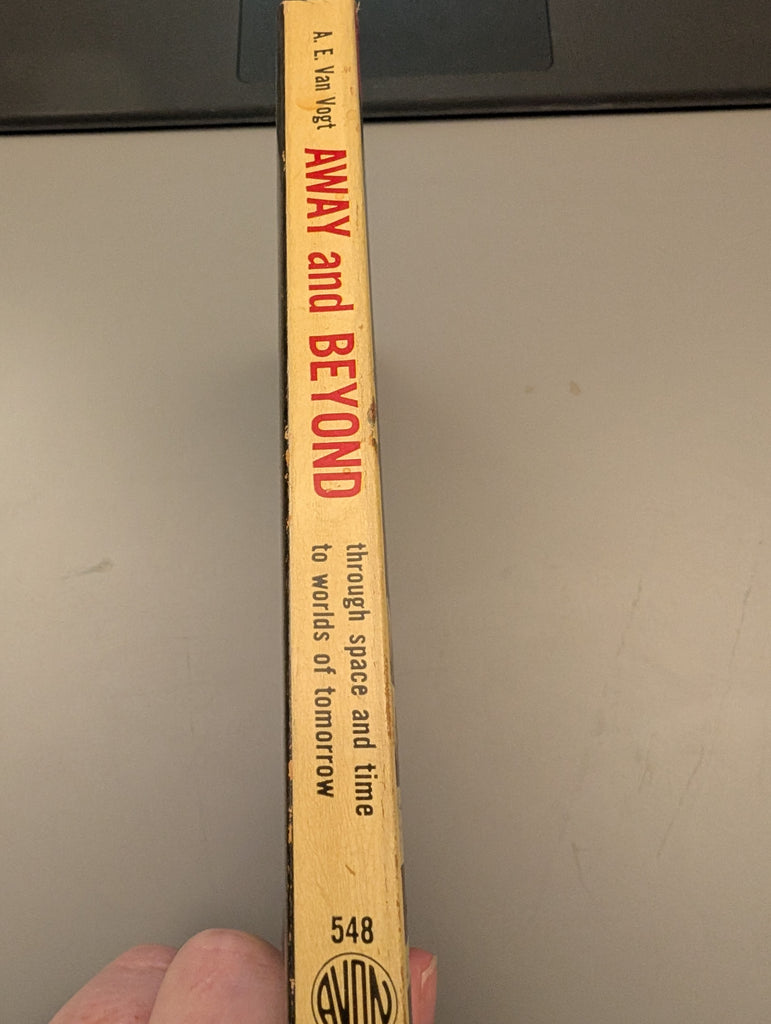 A. E. Van Vogt
AWAY and BEYOND
through space and time
to worlds of tomorrow
548
AVON